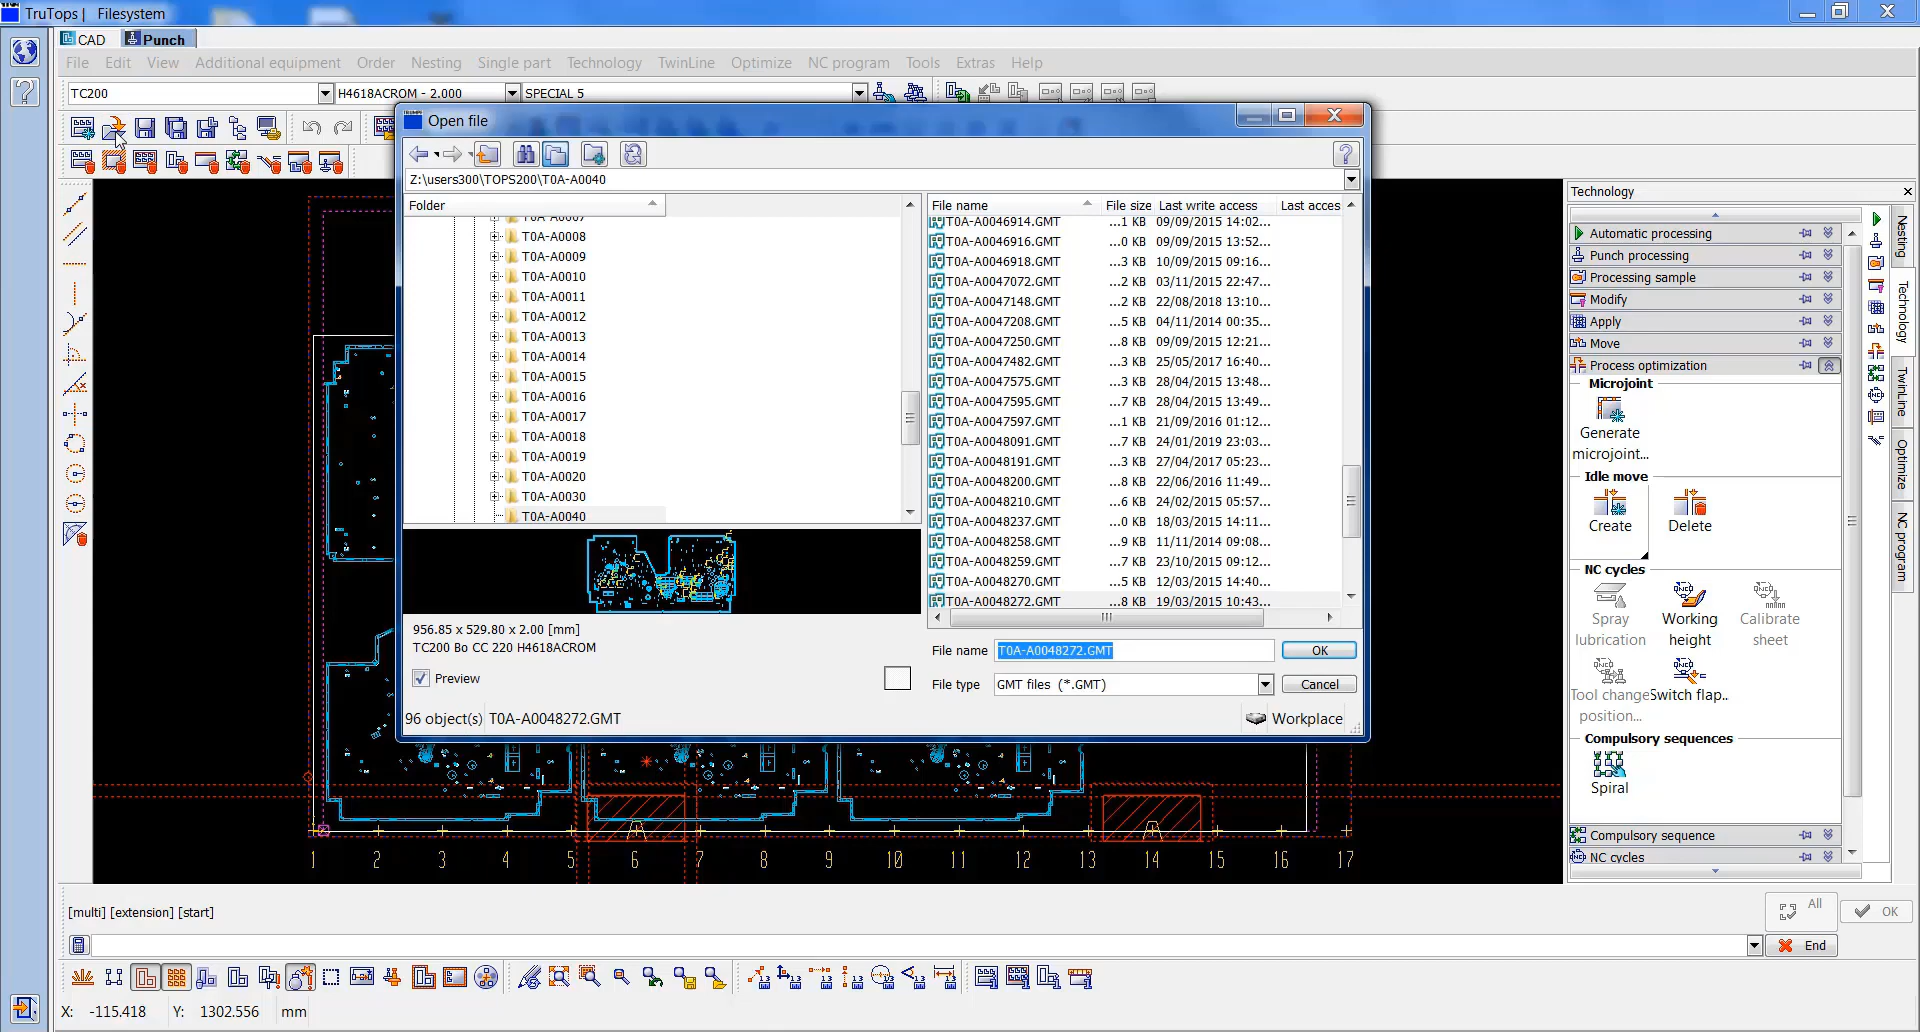 TruTops | Filesystem
CAD Punch
File Edit View Additional equipment Order Nesting Single part Technology TwinLine Optimize NC program Tools Extras Help
TC200 H4618ACROM - 2.000 SPECIAL 5
Open file
Z:\users300\TOPS200\T0A-A0040
Folder
T0A-A0007
T0A-A0008
T0A-A0009
T0A-A0010
T0A-A0011
T0A-A0012
T0A-A0013
T0A-A0014
T0A-A0015
T0A-A0016
T0A-A0017
T0A-A0018
T0A-A0019
T0A-A0020
T0A-A0030
T0A-A0040
File name File size Last write access Last acces
T0A-A0046914.GMT ...1 KB 09/09/2015 14:02...
T0A-A0046916.GMT ...0 KB 09/09/2015 13:52...
T0A-A0046918.GMT ...3 KB 10/09/2015 09:16...
T0A-A0047072.GMT ...2 KB 03/11/2015 22:47...
T0A-A0047148.GMT ...2 KB 22/08/2018 13:10...
T0A-A0047208.GMT ...5 KB 04/11/2014 00:35...
T0A-A0047250.GMT ...8 KB 09/09/2015 12:21...
T0A-A0047482.GMT ...3 KB 25/05/2017 16:40...
T0A-A0047575.GMT ...3 KB 28/04/2015 13:48...
T0A-A0047595.GMT ...7 KB 28/04/2015 13:49...
T0A-A0047597.GMT ...1 KB 21/09/2016 01:12...
T0A-A0048091.GMT ...7 KB 24/01/2019 23:03...
T0A-A0048191.GMT ...3 KB 27/04/2017 05:23...
T0A-A0048200.GMT ...8 KB 22/06/2016 11:49...
T0A-A0048210.GMT ...6 KB 24/02/2015 05:57...
T0A-A0048237.GMT ...0 KB 18/03/2015 14:11...
T0A-A0048258.GMT ...9 KB 11/11/2014 09:08...
T0A-A0048259.GMT ...7 KB 23/10/2015 09:12...
T0A-A0048270.GMT ...5 KB 12/03/2015 14:40...
T0A-A0048272.GMT ...8 KB 19/03/2015 10:43...
956.85 x 529.80 x 2.00 [mm]
TC200 Bo CC 220 H4618ACROM
Preview
File name T0A-A0048272.GMT OK
File type GMT files (*.GMT) Cancel
96 object(s) T0A-A0048272.GMT Workplace
Technology
Automatic processing
Punch processing
Processing sample
Modify
Apply
Move
Process optimization
Microjoint
Generate
microjoint...
Idle move
Create Delete
NC cycles
Spray
lubrication
Working
height
Calibrate
sheet
Tool change
position...
Switch flap..
Compulsory sequences
Spiral
Compulsory sequence
NC cycles
Nesting
Technology
TwinLine
Optimize
NC program
1 2 3 4 5 6 7 8 9 10 11 12 13 14 15 16 17
[multi] [extension] [start]
All OK
End
X: -115.418 Y: 1302.556 mm